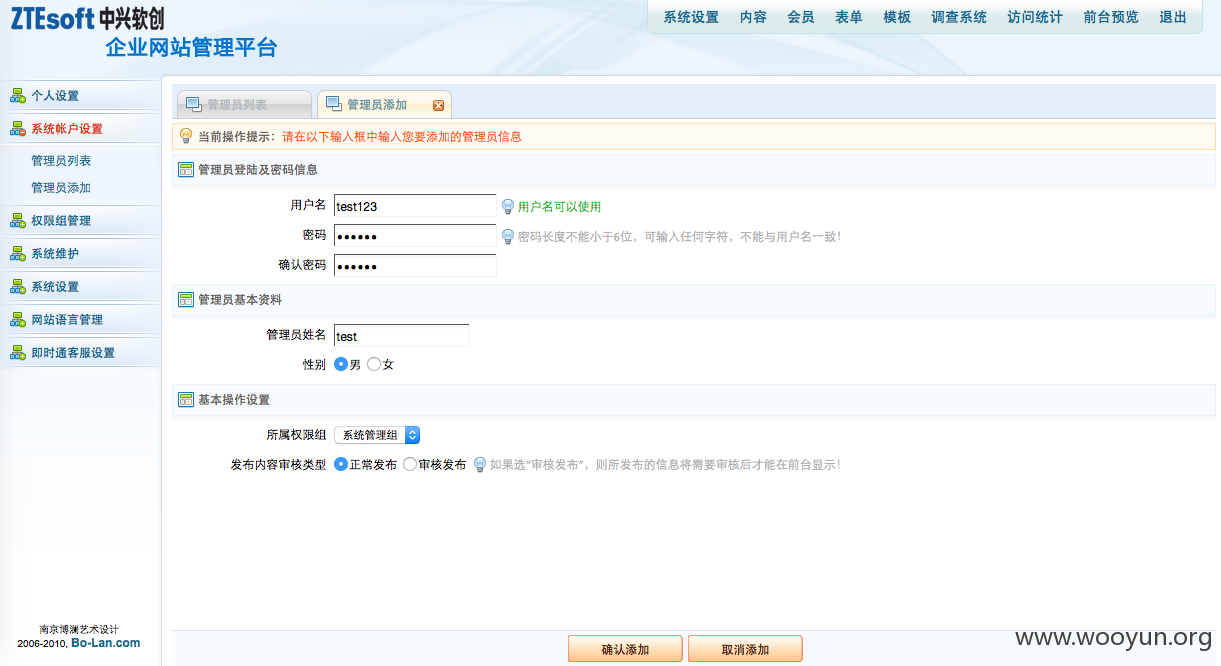 ZTEsoft 中兴软创
企业网站管理平台
系统设置 内容 会员 表单 模板 调查系统 访问统计 前台预览 退出
个人设置
系统帐户设置
管理员列表
管理员添加
权限组管理
系统维护
系统设置
网站语言管理
即时通客服设置
南京博澜艺术设计
2006-2010, Bo-Lan.com
管理员列表 管理员添加
当前操作提示：请在以下输入框中输入您要添加的管理员信息
管理员登陆及密码信息
用户名 test123 用户名可以使用
密码 •••••• 密码长度不能小于6位，可输入任何字符，不能与用户名一致！
确认密码 ••••••
管理员基本资料
管理员姓名 test
性别 男 女
基本操作设置
所属权限组 系统管理组
发布内容审核类型 正常发布 审核发布 如果选“审核发布”，则所发布的信息将需要审核后才能在前台显示！
确认添加 取消添加
www.wooyun.org